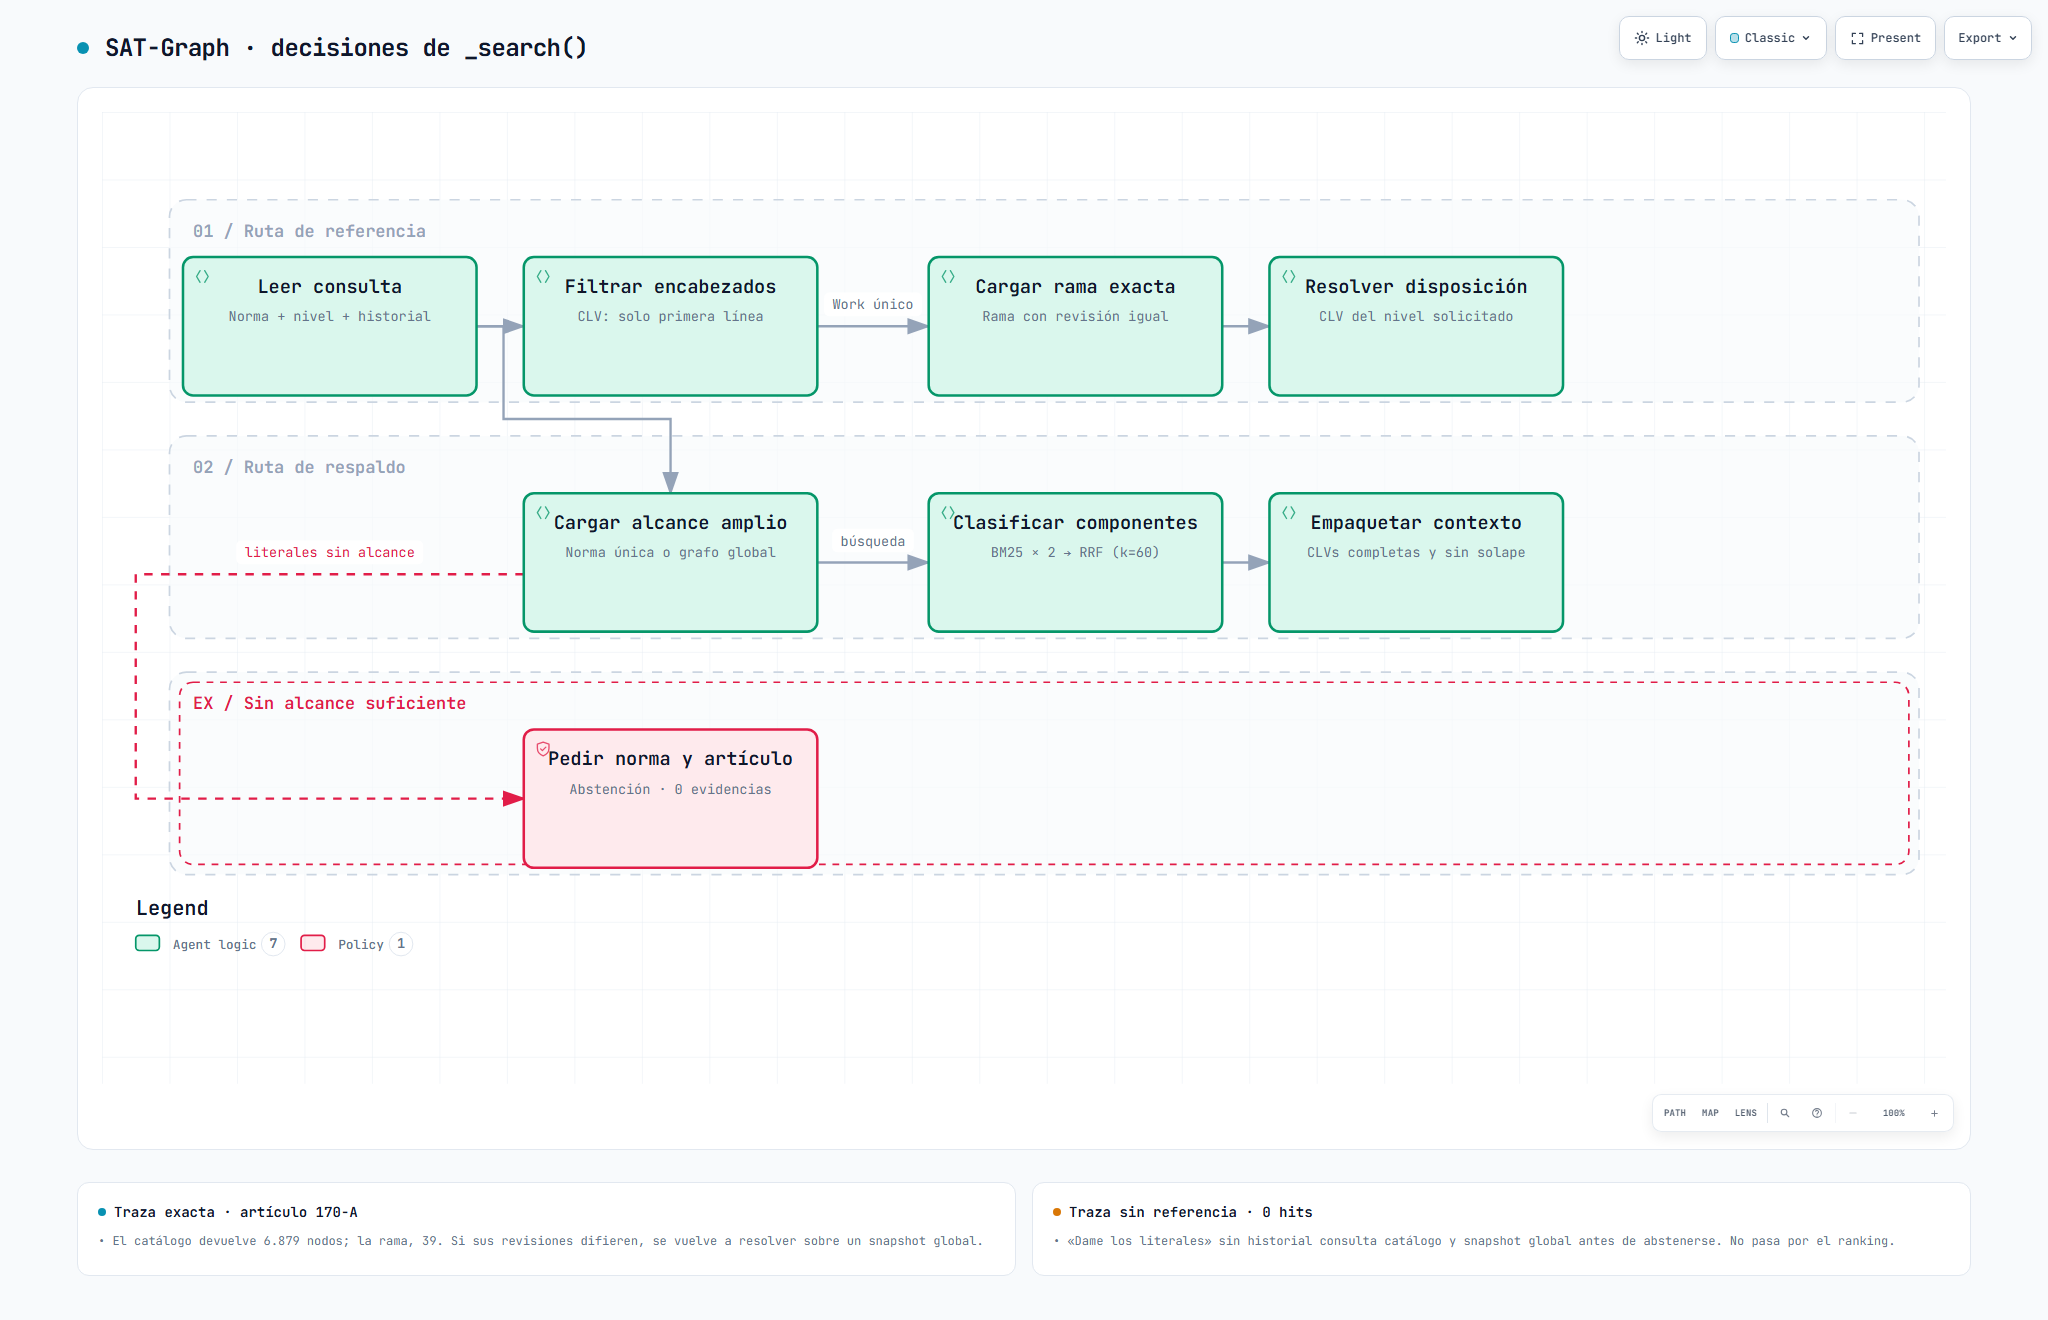 SAT-Graph · decisiones de _search()
Light
Classic
Present
Export
01 / Ruta de referencia
Leer consulta
Norma + nivel + historial
Filtrar encabezados
CLV: solo primera línea
Work único
Cargar rama exacta
Rama con revisión igual
Resolver disposición
CLV del nivel solicitado
02 / Ruta de respaldo
literales sin alcance
Cargar alcance amplio
Norma única o grafo global
búsqueda
Clasificar componentes
BM25 × 2 → RRF (k=60)
Empaquetar contexto
CLVs completas y sin solape
EX / Sin alcance suficiente
Pedir norma y artículo
Abstención · 0 evidencias
Legend
Agent logic 7
Policy 1
PATH
MAP
LENS
100%
Traza exacta · artículo 170-A
• El catálogo devuelve 6.879 nodos; la rama, 39. Si sus revisiones difieren, se vuelve a resolver sobre un snapshot global.
Traza sin referencia · 0 hits
• «Dame los literales» sin historial consulta catálogo y snapshot global antes de abstenerse. No pasa por el ranking.